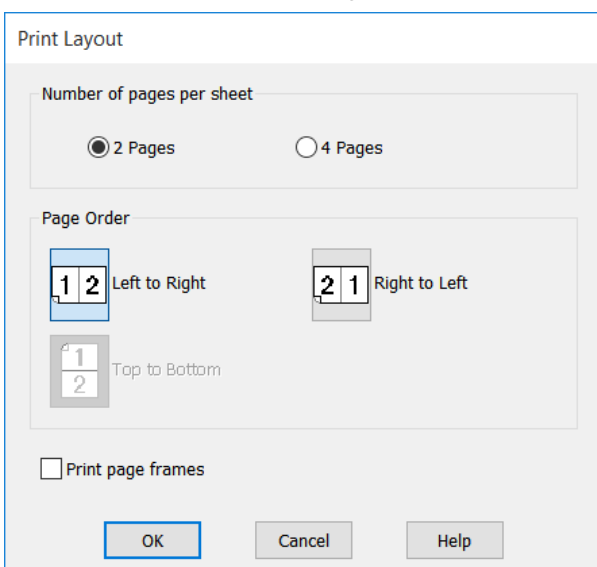 Print Layout
Number of pages per sheet
2 Pages 4 Pages
Page Order
1 2 Left to Right 2 1 Right to Left
1
2
Top to Bottom
Print page frames
OK Cancel Help